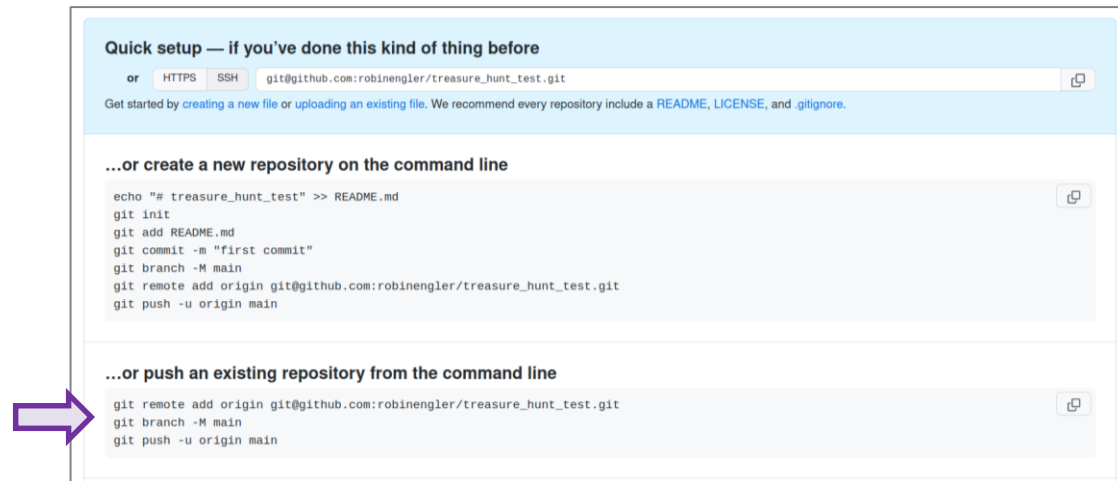 Quick setup — if you’ve done this kind of thing before
or HTTPS SSH git@github.com:robinengler/treasure_hunt_test.git
Get started by creating a new file or uploading an existing file. We recommend every repository include a README, LICENSE, and .gitignore.
…or create a new repository on the command line
echo "# treasure_hunt_test" >> README.md
git init
git add README.md
git commit -m "first commit"
git branch -M main
git remote add origin git@github.com:robinengler/treasure_hunt_test.git
git push -u origin main
…or push an existing repository from the command line
git remote add origin git@github.com:robinengler/treasure_hunt_test.git
git branch -M main
git push -u origin main